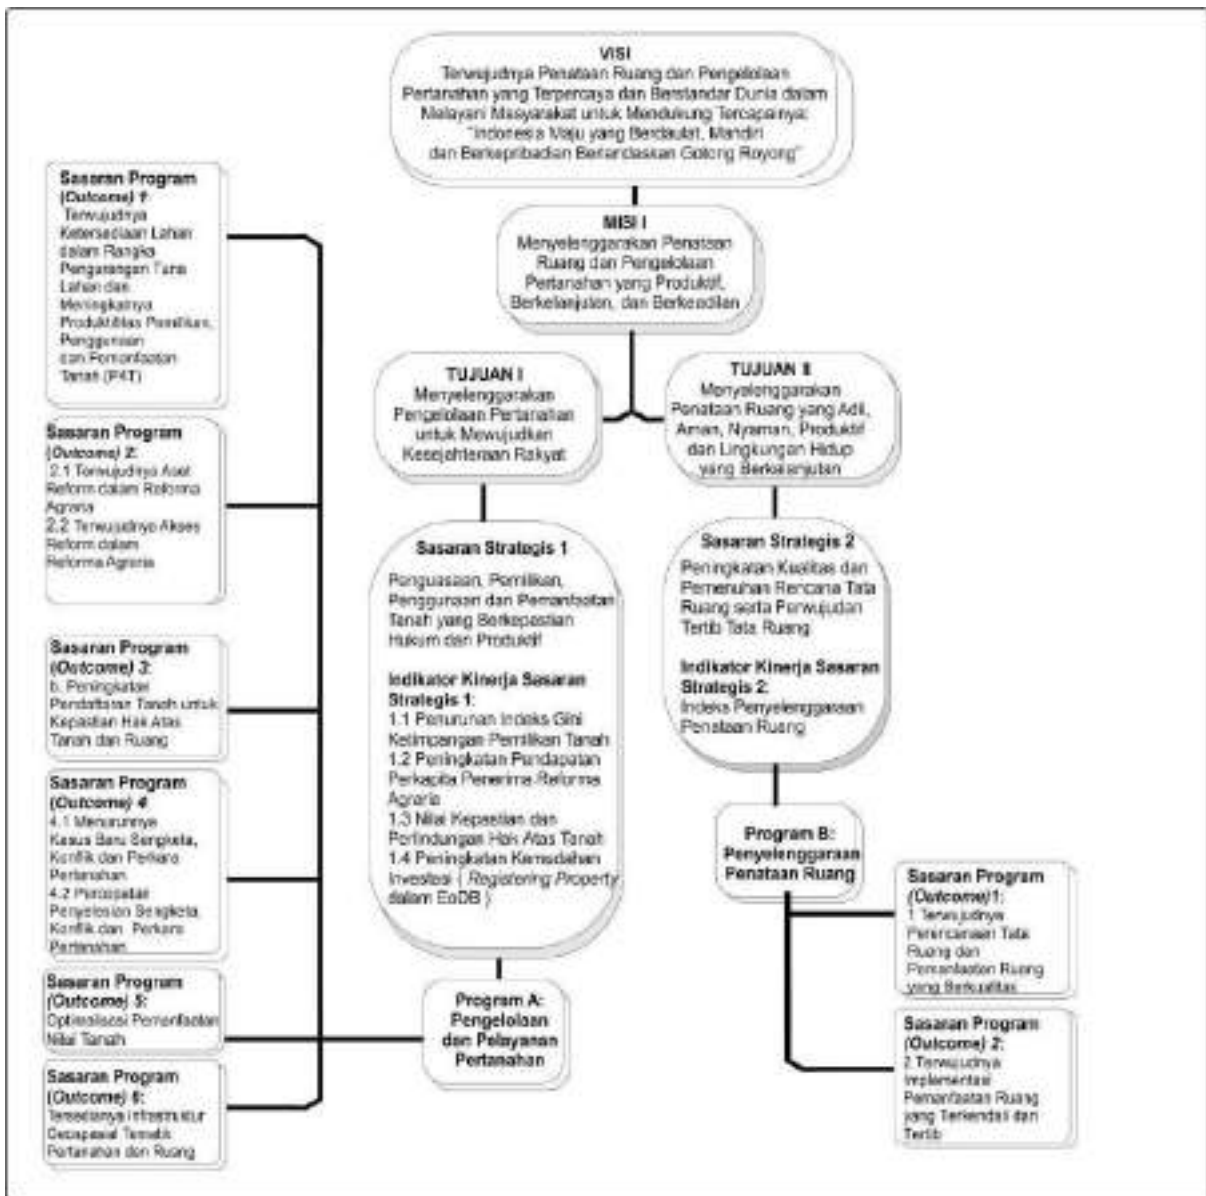 VISI
Terwujudnya Penataan Ruang dan Pengelolaan
Pertanahan yang Terpercaya dan Berstandar Dunia dalam
Melayani Masyarakat untuk Mendukung Tercapainya:
"Indonesia Maju yang Berdaulat, Mandiri
dan Berkepribadian Berlandaskan Gotong Royong"
MISI I
Menyelenggarakan Penataan
Ruang dan Pengelolaan
Pertanahan yang Produktif,
Berkelanjutan, dan Berkeadilan
TUJUAN I
Menyelenggarakan
Pengelolaan Pertanahan
untuk Mewujudkan
Kesejahteraan Rakyat
TUJUAN II
Menyelenggarakan
Penataan Ruang yang Adil,
Aman, Nyaman, Produktif
dan Lingkungan Hidup
yang Berkelanjutan
Sasaran Strategis 1
Penguasaan, Pemilikan,
Penggunaan dan Pemanfaatan
Tanah yang Berkepastian
Hukum dan Produktif
Indikator Kinerja Sasaran
Strategis 1:
1.1 Penurunan Indeks Gini
Ketimpangan Pemilikan Tanah
1.2 Peningkatan Pendapatan
Perkapita Penerima Reforma
Agraria
1.3 Nilai Kepastian dan
Perlindungan Hak Atas Tanah
1.4 Peningkatan Kemudahan
Investasi ( Registering Property
dalam EoDB )
Sasaran Strategis 2
Peningkatan Kualitas dan
Pemenuhan Rencana Tata
Ruang serta Perwujudan
Tertib Tata Ruang
Indikator Kinerja Sasaran
Strategis 2:
Indeks Penyelenggaraan
Penataan Ruang
Program A:
Pengelolaan
dan Pelayanan
Pertanahan
Program B:
Penyelenggaraan
Penataan Ruang
Sasaran Program
(Outcome) 1:
Terwujudnya
Ketersediaan Lahan
dalam Rangka
Pengurangan Tuna
Lahan dan
Meningkatnya
Produktifitas Pemilikan,
Penggunaan
dan Pemanfaatan
Tanah (P4T)
Sasaran Program
(Outcome) 2:
2.1 Terwujudnya Aset
Reform dalam Reforma
Agraria
2.2 Terwujudnya Akses
Reform dalam
Reforma Agraria
Sasaran Program
(Outcome) 3:
b. Peningkatan
Pendaftaran Tanah untuk
Kepastian Hak Atas
Tanah dan Ruang
Sasaran Program
(Outcome) 4
4.1 Menurunnya
Kasus Baru Sengketa,
Konflik dan Perkara
Pertanahan
4.2 Percepatan
Penyelesian Sengketa,
Konflik dan Perkara
Pertanahan
Sasaran Program
(Outcome) 5:
Optimalisasi Pemanfaatan
Nilai Tanah
Sasaran Program
(Outcome) 6:
Tersedianya Infrastruktur
Geospasial Tematik
Pertanahan dan Ruang
Sasaran Program
(Outcome)1:
1 Terwujudnya
Perencanaan Tata
Ruang dan
Pemanfaatan Ruang
yang Berkualitas
Sasaran Program
(Outcome) 2:
2 Terwujudnya
Implementasi
Pemanfaatan Ruang
yang Terkendali dan
Tertib